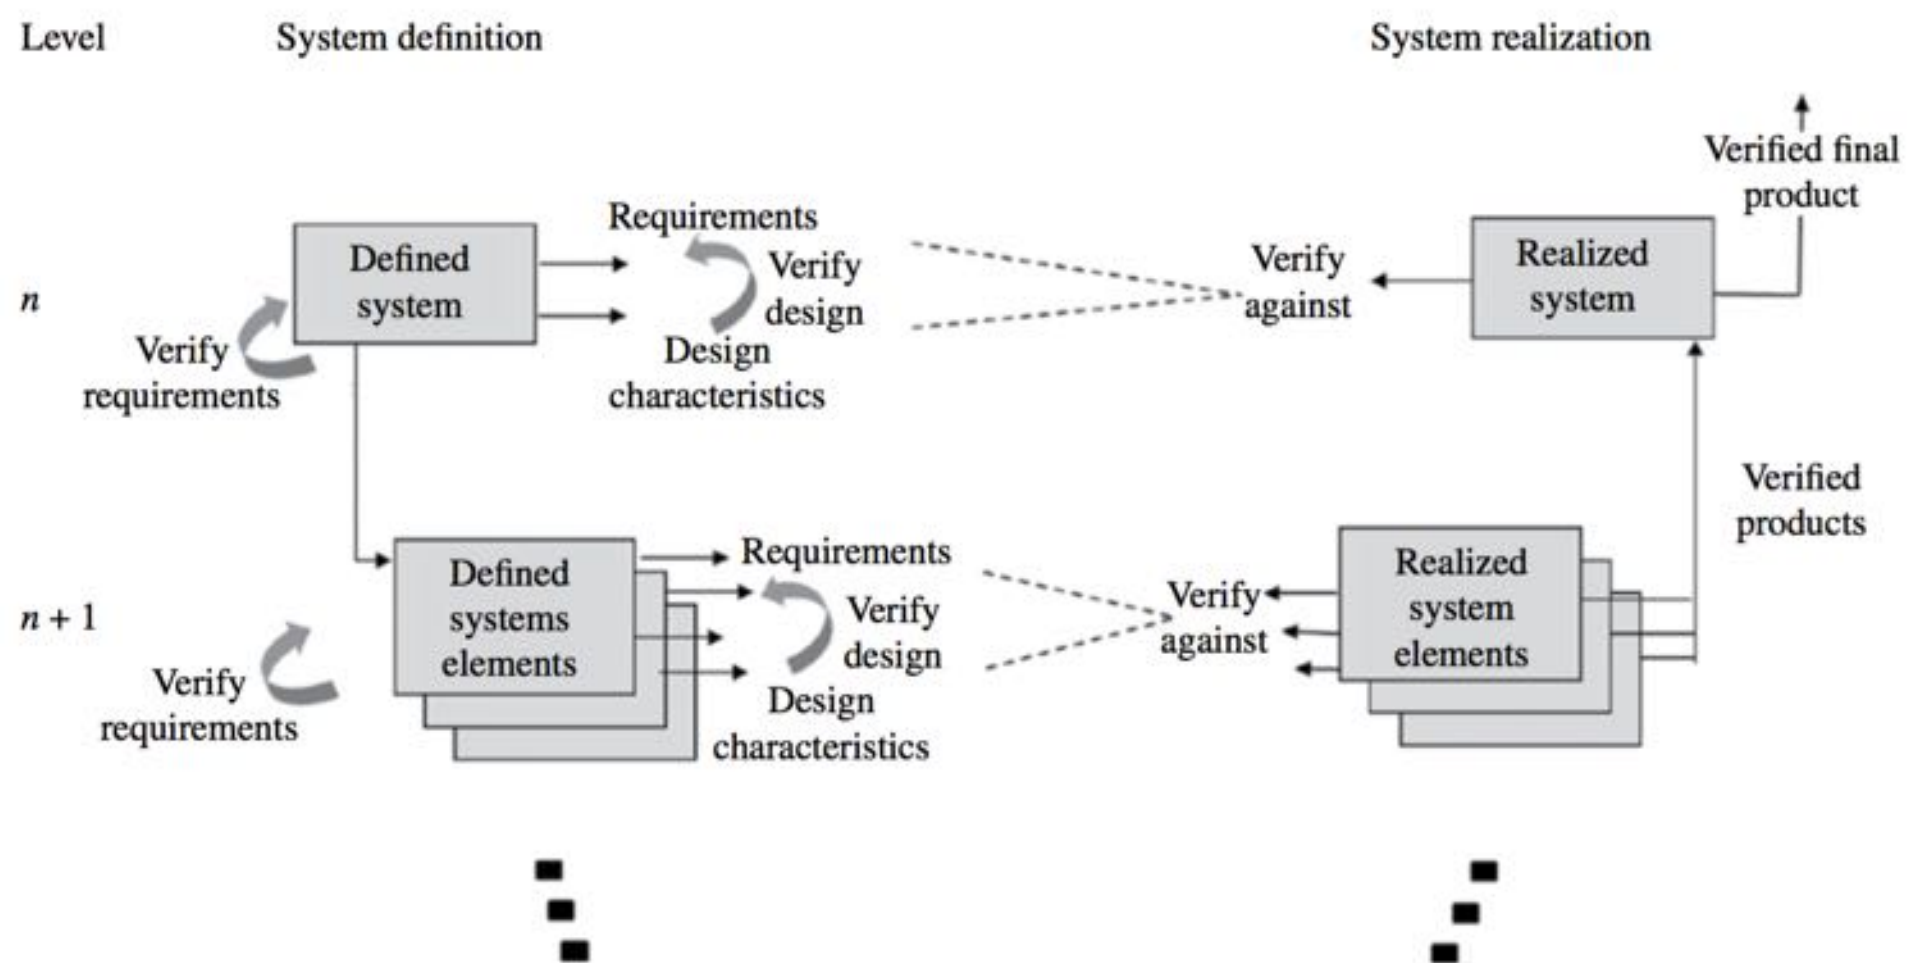 Level
System definition
System realization
Verified final
product
Requirements
Defined
system
Verify
design
Verify
against
Realized
system
n
Verify
requirements
Design
characteristics
Verified
products
Defined
systems
elements
Requirements
Verify
design
Verify
against
Realized
system
elements
n + 1
Verify
requirements
Design
characteristics